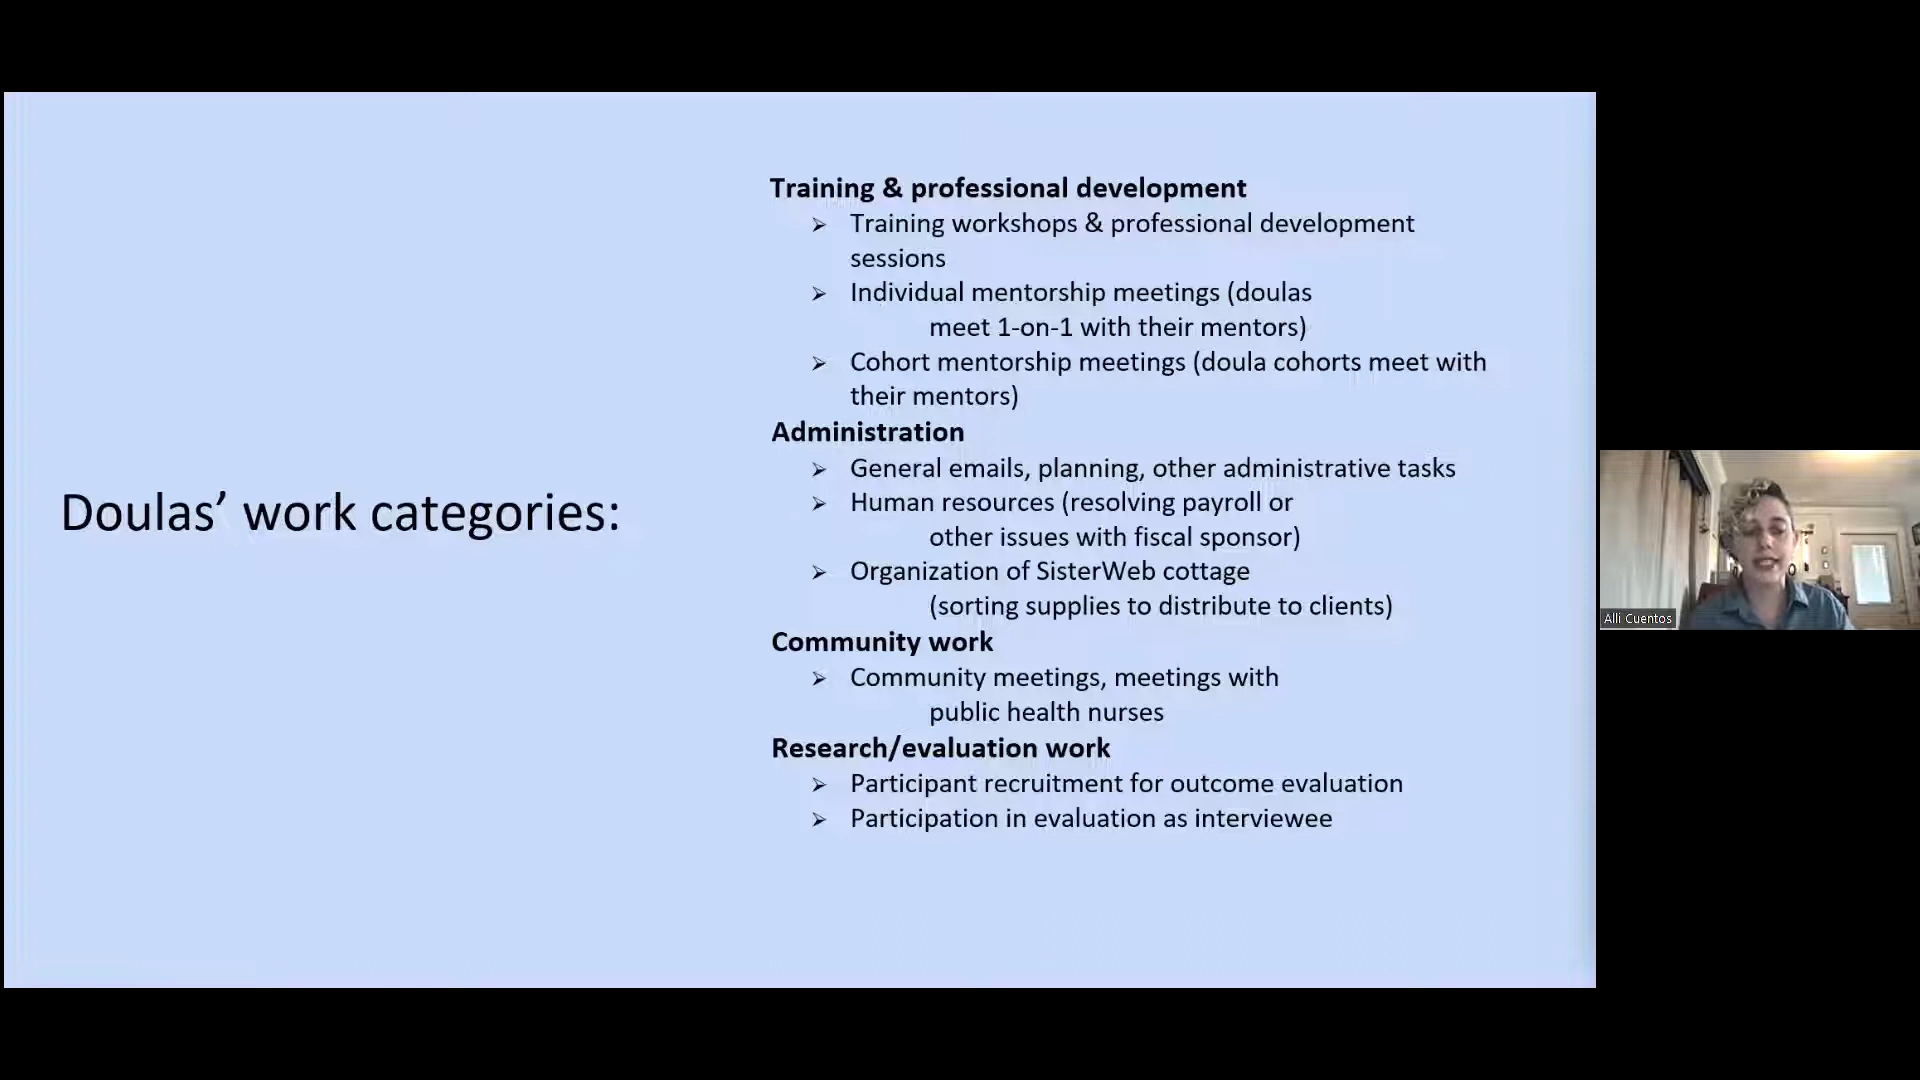 Doulas’ work categories:
Training & professional development
➢ Training workshops & professional development
sessions
➢ Individual mentorship meetings (doulas
meet 1-on-1 with their mentors)
➢ Cohort mentorship meetings (doula cohorts meet with
their mentors)
Administration
➢ General emails, planning, other administrative tasks
➢ Human resources (resolving payroll or
other issues with fiscal sponsor)
➢ Organization of SisterWeb cottage
(sorting supplies to distribute to clients)
Community work
➢ Community meetings, meetings with
public health nurses
Research/evaluation work
➢ Participant recruitment for outcome evaluation
➢ Participation in evaluation as interviewee
Alli Cuentos